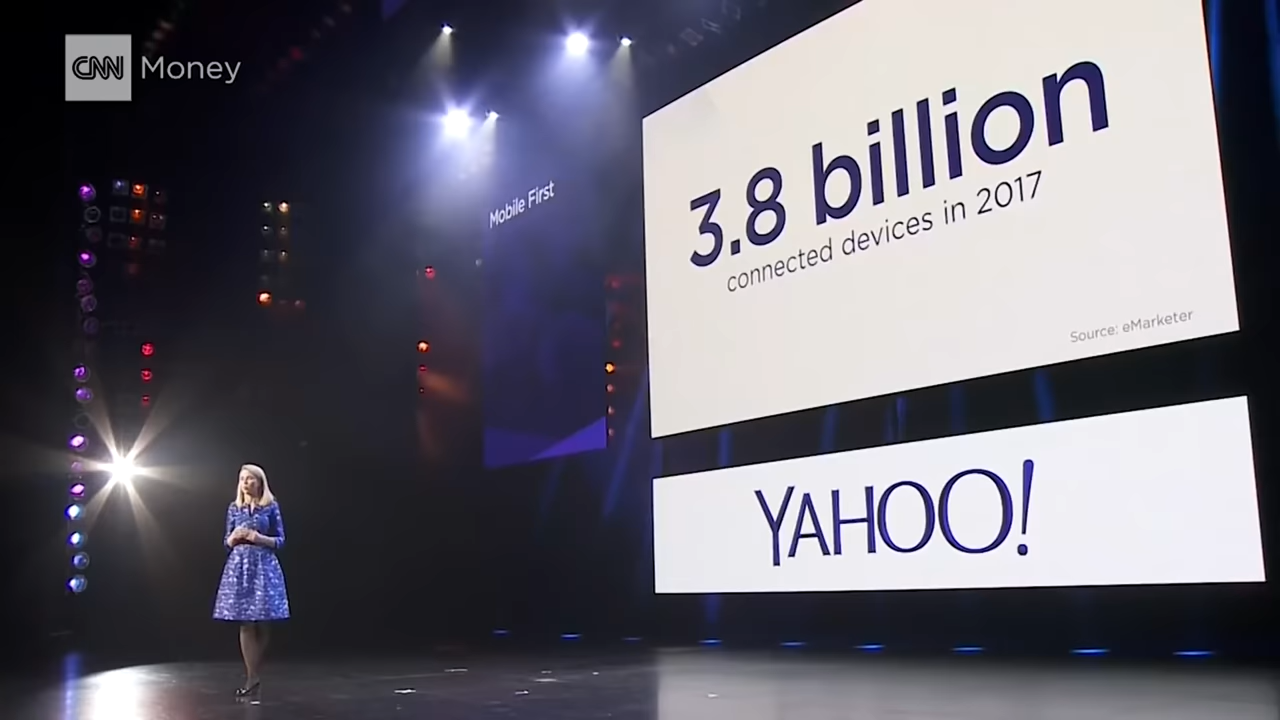 CNN Money
Mobile First
3.8 billion
connected devices in 2017
Source: eMarketer
YAHOO!